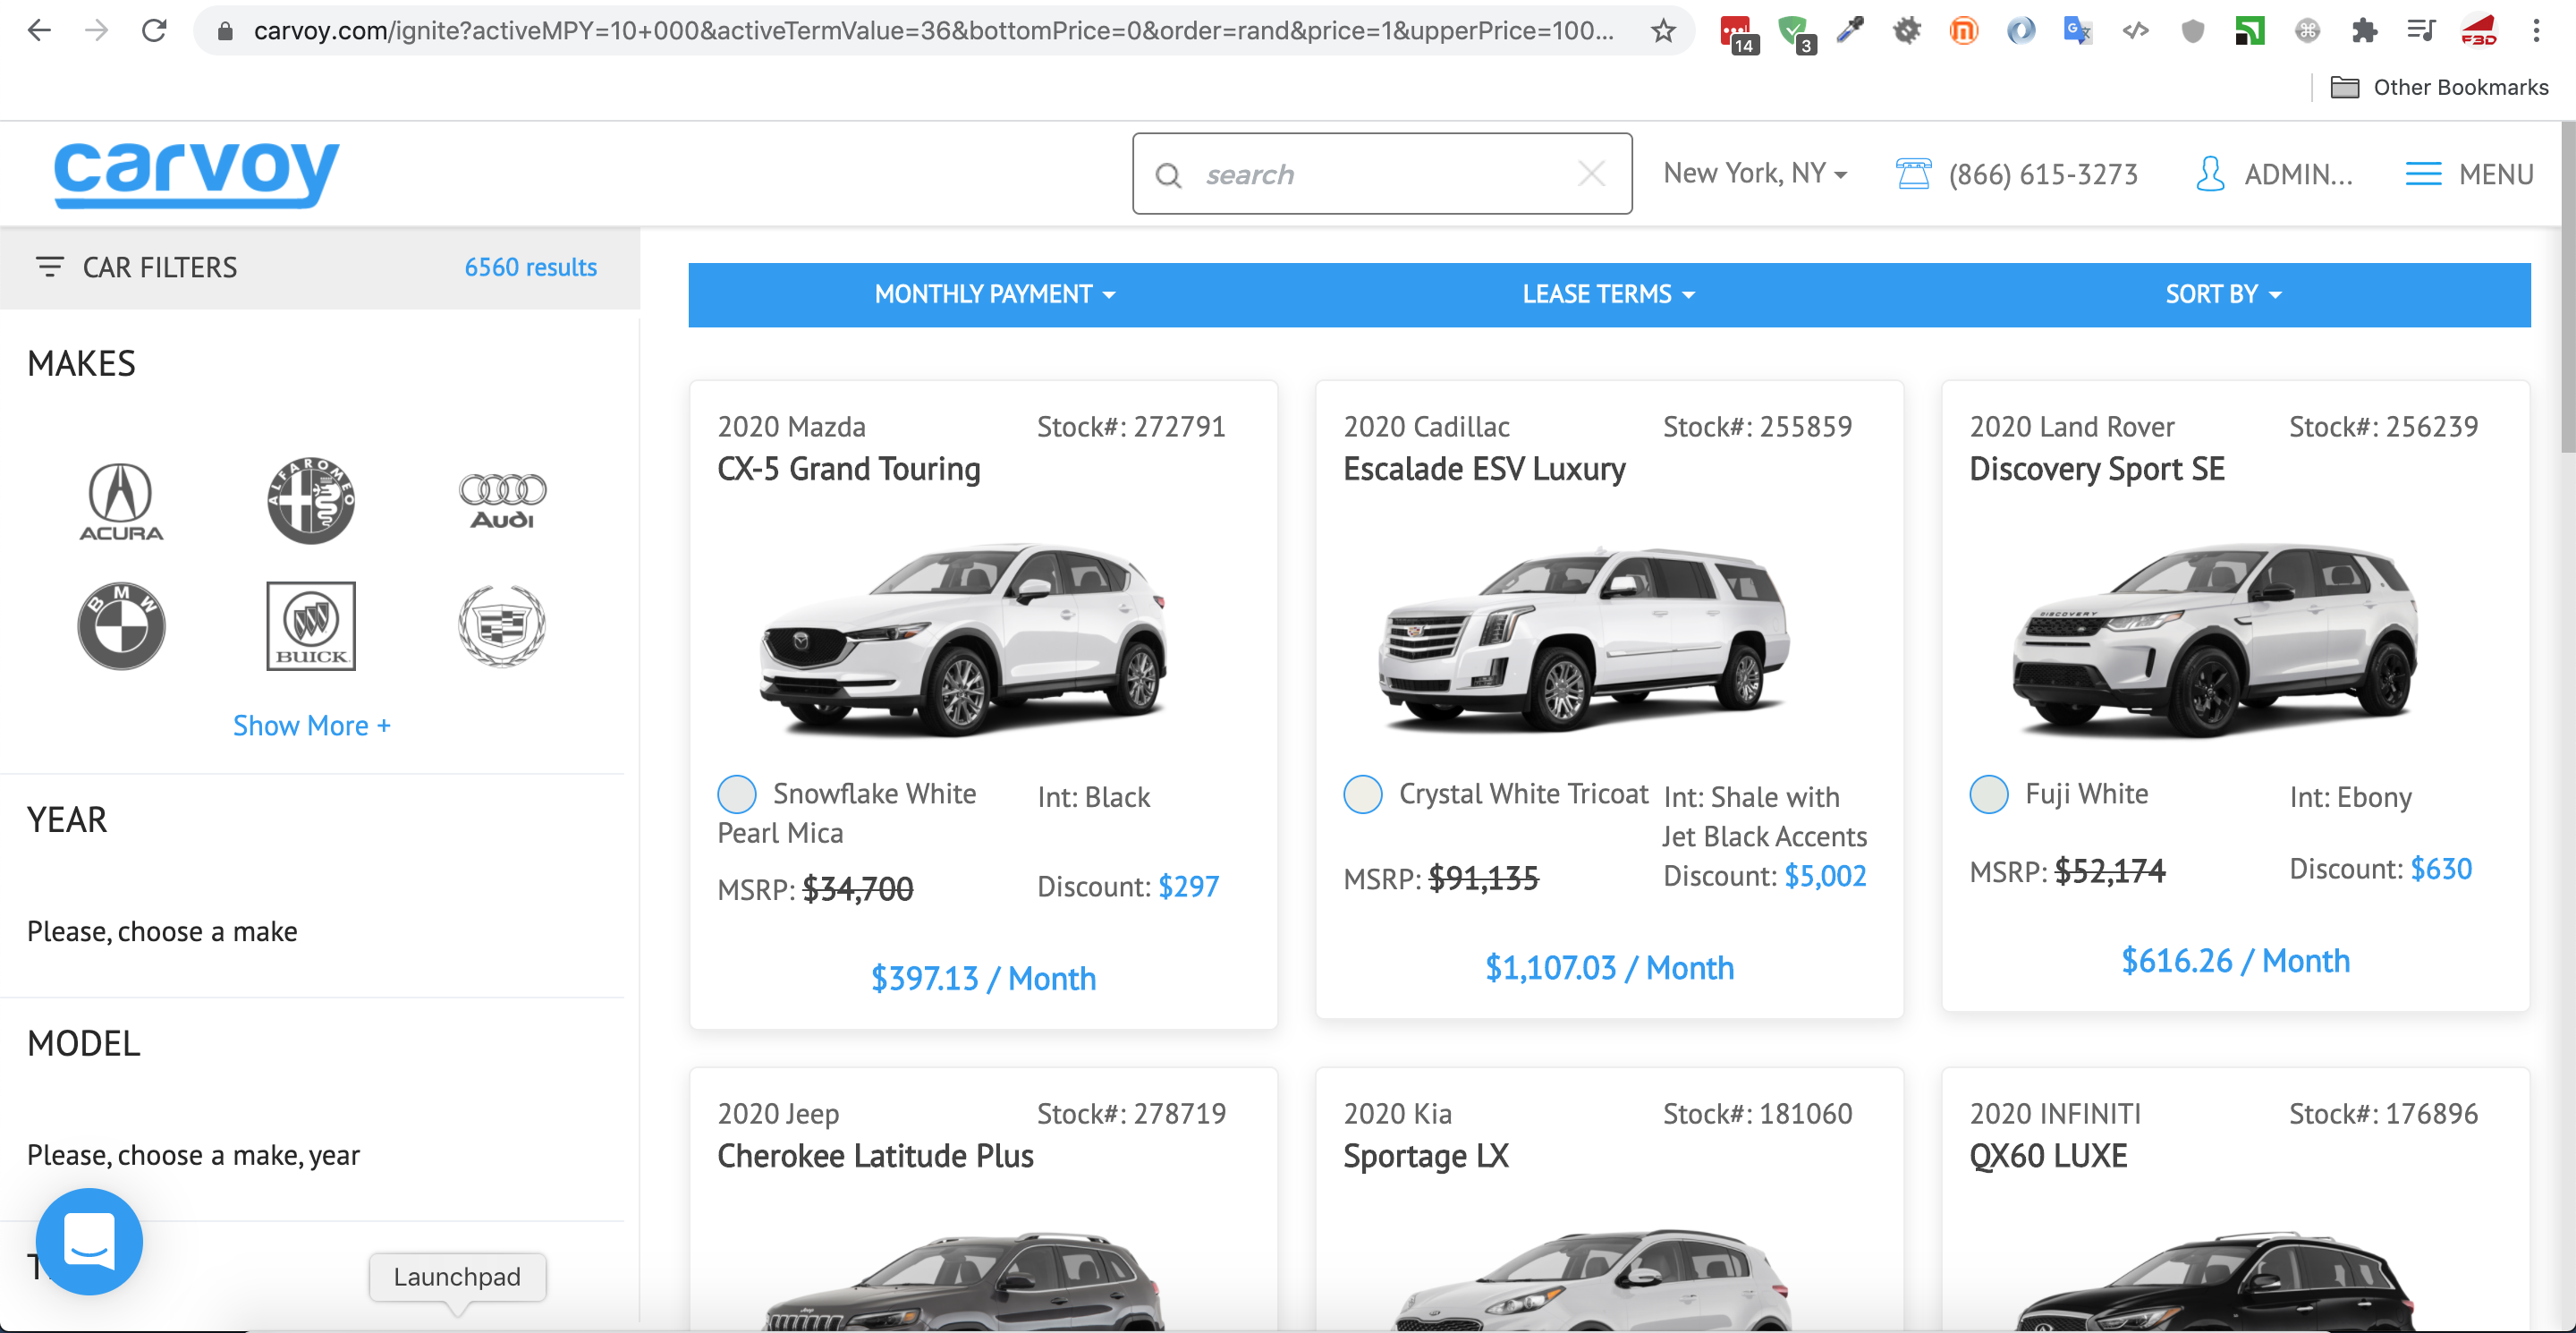 carvoy.com/ignite?activeMPY=10+000&activeTermValue=36&bottomPrice=0&order=rand&price=1&upperPrice=100...
14
3
F3D
Other Bookmarks
carvoy
search
New York, NY
(866) 615-3273
ADMIN...
MENU
CAR FILTERS
6560 results
MONTHLY PAYMENT
LEASE TERMS
SORT BY
MAKES
ACURA
ALFA ROMEO
Audi
BMW
BUICK
Show More +
YEAR
Please, choose a make
MODEL
Please, choose a make, year
Launchpad
2020 Mazda
Stock#: 272791
CX-5 Grand Touring
Snowflake White
Pearl Mica
Int: Black
MSRP: $34,700
Discount: $297
$397.13 / Month
2020 Cadillac
Stock#: 255859
Escalade ESV Luxury
Crystal White Tricoat
Int: Shale with
Jet Black Accents
MSRP: $91,135
Discount: $5,002
$1,107.03 / Month
2020 Land Rover
Stock#: 256239
Discovery Sport SE
DISCOVERY
Fuji White
Int: Ebony
MSRP: $52,174
Discount: $630
$616.26 / Month
2020 Jeep
Stock#: 278719
Cherokee Latitude Plus
2020 Kia
Stock#: 181060
Sportage LX
2020 INFINITI
Stock#: 176896
QX60 LUXE